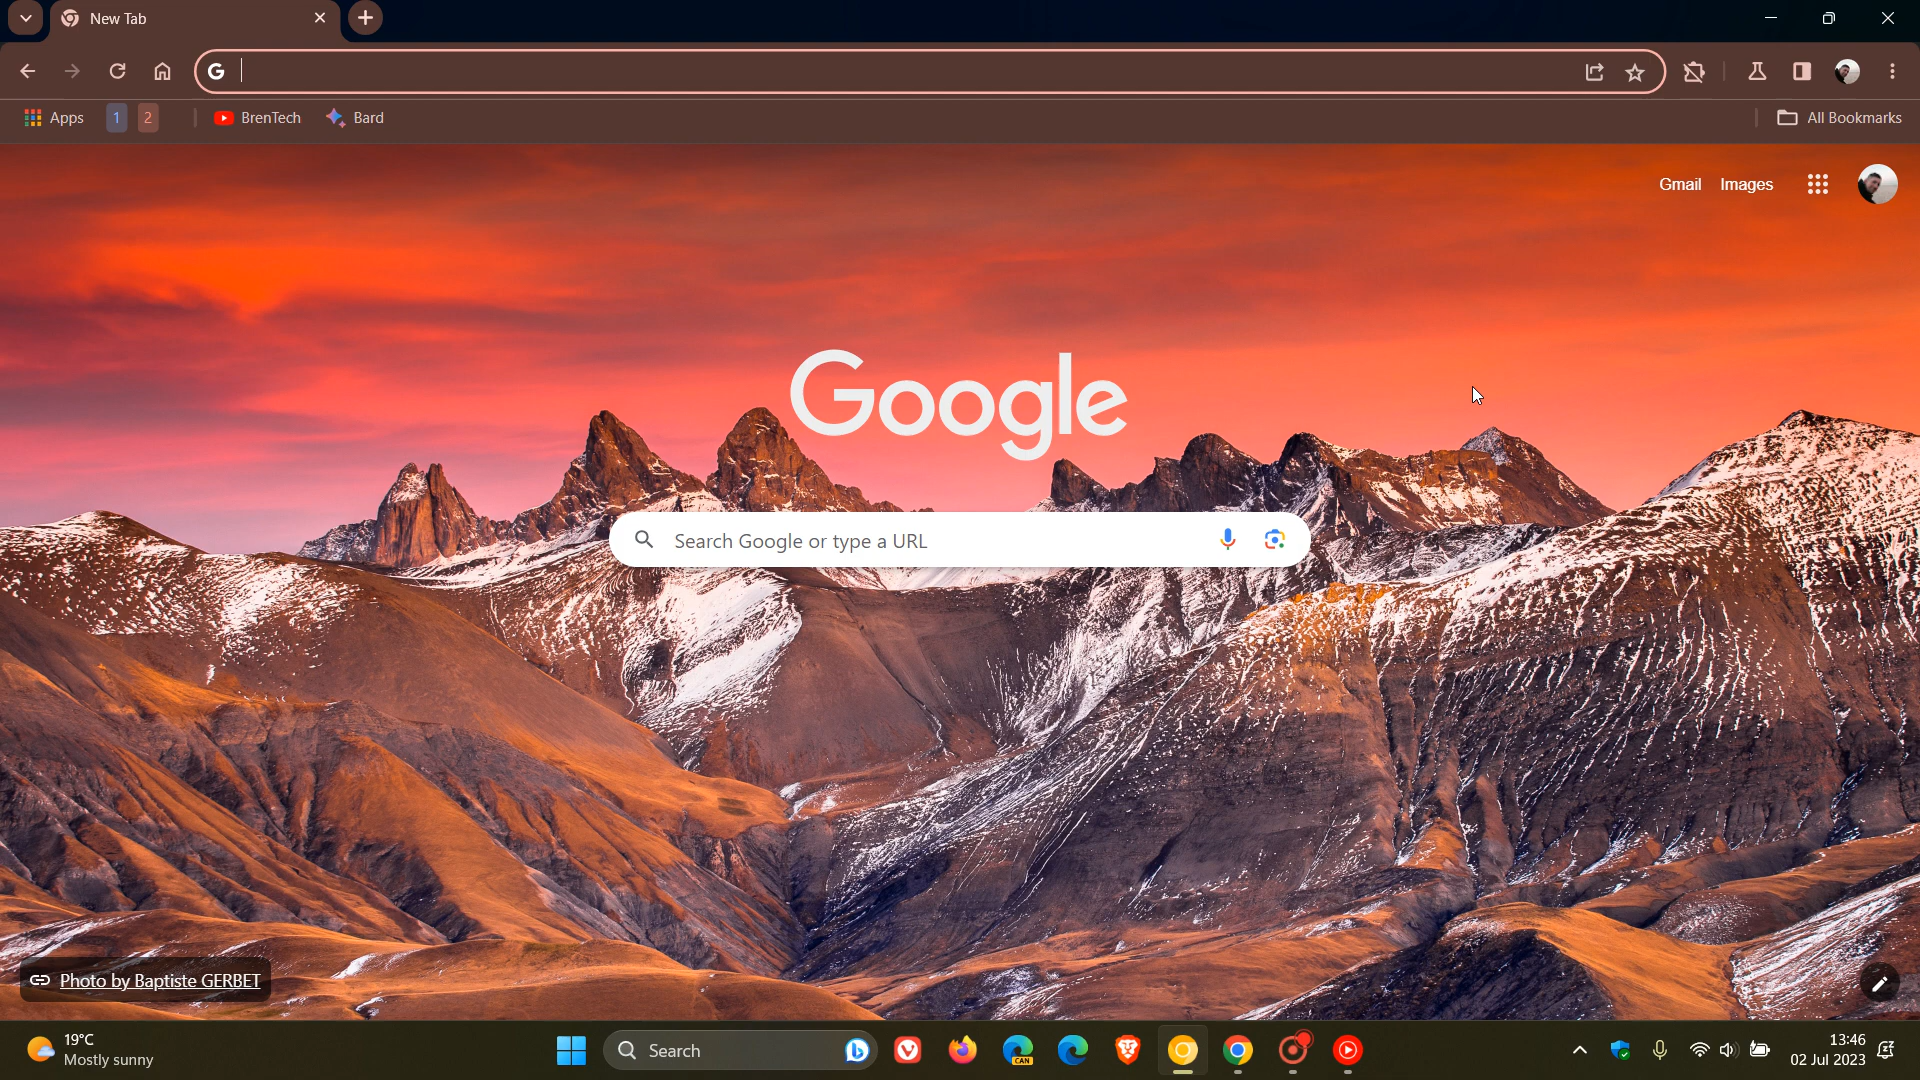 New Tab
Apps
1
2
BrenTech
Bard
All Bookmarks
Gmail
Images
Google
Search Google or type a URL
Photo by Baptiste GERBET
19°C
Mostly sunny
Search
CAN
13:46
02 Jul 2023